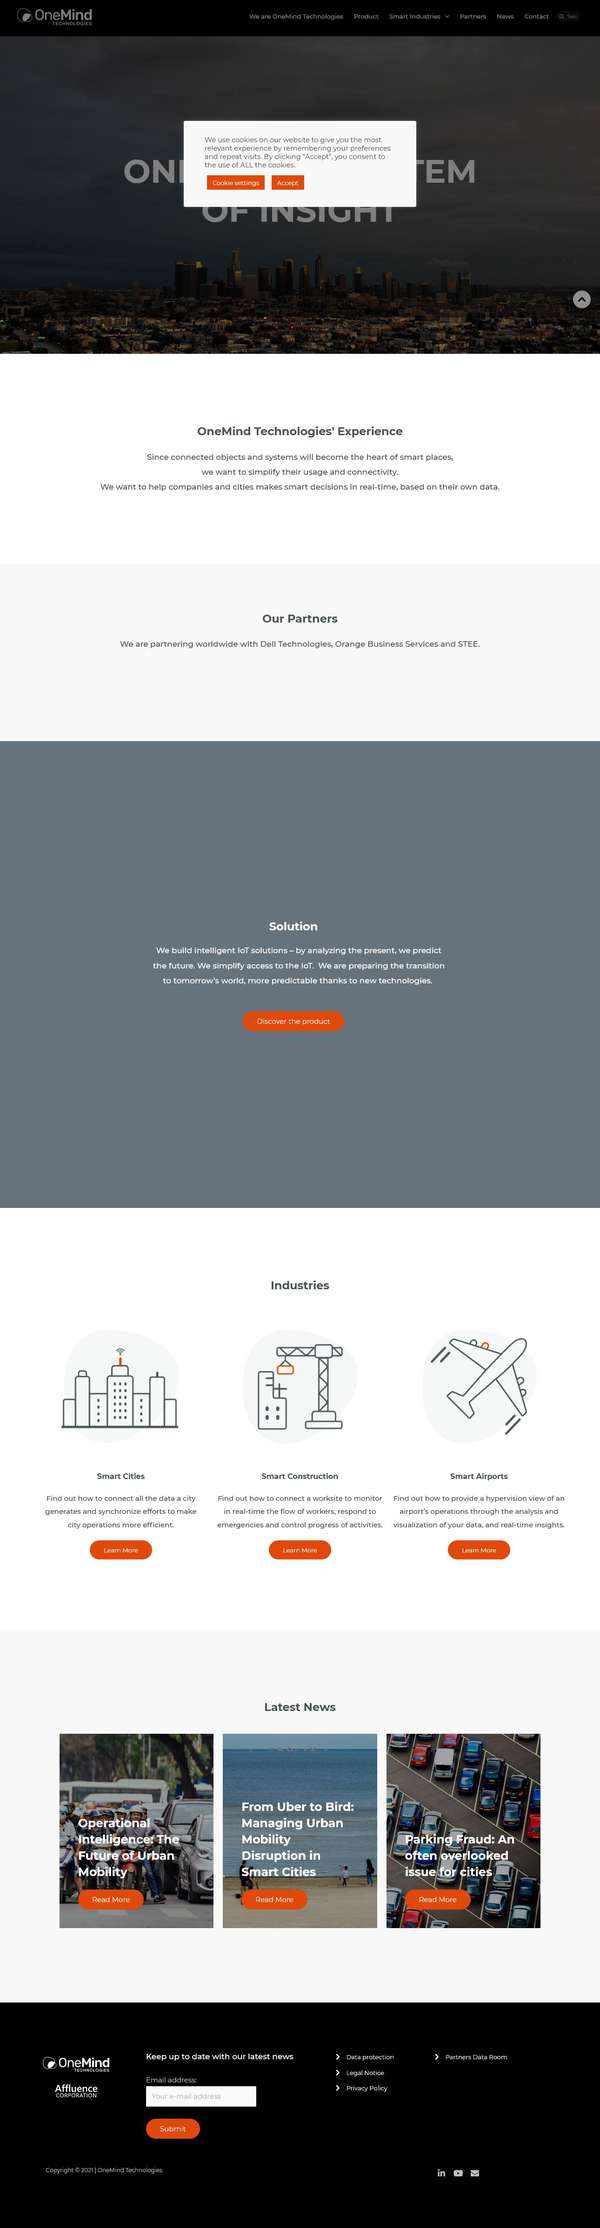 OneMind
TECHNOLOGIES
We are OneMind Technologies Product Smart Industries Partners News Contact
We use cookies on our website to give you the most
relevant experience by remembering your preferences
and repeat visits. By clicking "Accept", you consent to
the use of ALL the cookies.
Cookie settings Accept
OF INSIGHT
OneMind Technologies' Experience
Since connected objects and systems will become the heart of smart places,
we want to simplify their usage and connectivity.
We want to help companies and cities makes smart decisions in real-time, based on their own data.
Our Partners
We are partnering worldwide with Dell Technologies, Orange Business Services and STEE.
Solution
We build intelligent IoT solutions – by analyzing the present, we predict
the future. We simplify access to the IoT. We are preparing the transition
to tomorrow's world, more predictable thanks to new technologies.
Discover the product
Industries
Smart Cities
Find out how to connect all the data a city
generates and synchronize efforts to make
city operations more efficient.
Learn More
Smart Construction
Find out how to connect a worksite to monitor
in real-time the flow of workers, respond to
emergencies and control progress of activities.
Learn More
Smart Airports
Find out how to provide a hypervision view of an
airport's operations through the analysis and
visualization of your data, and real-time insights.
Learn More
Latest News
Operational
Intelligence: The
Future of Urban
Mobility
Read More
From Uber to Bird:
Managing Urban
Mobility
Disruption in
Smart Cities
Read More
Parking Fraud: An
often overlooked
issue for cities
Read More
OneMind
TECHNOLOGIES
Affluence
CORPORATION
Keep up to date with our latest news
Email address:
Your e-mail address
Submit
Data protection
Legal Notice
Privacy Policy
Partners Data Room
Copyright © 2021 | OneMind Technologies